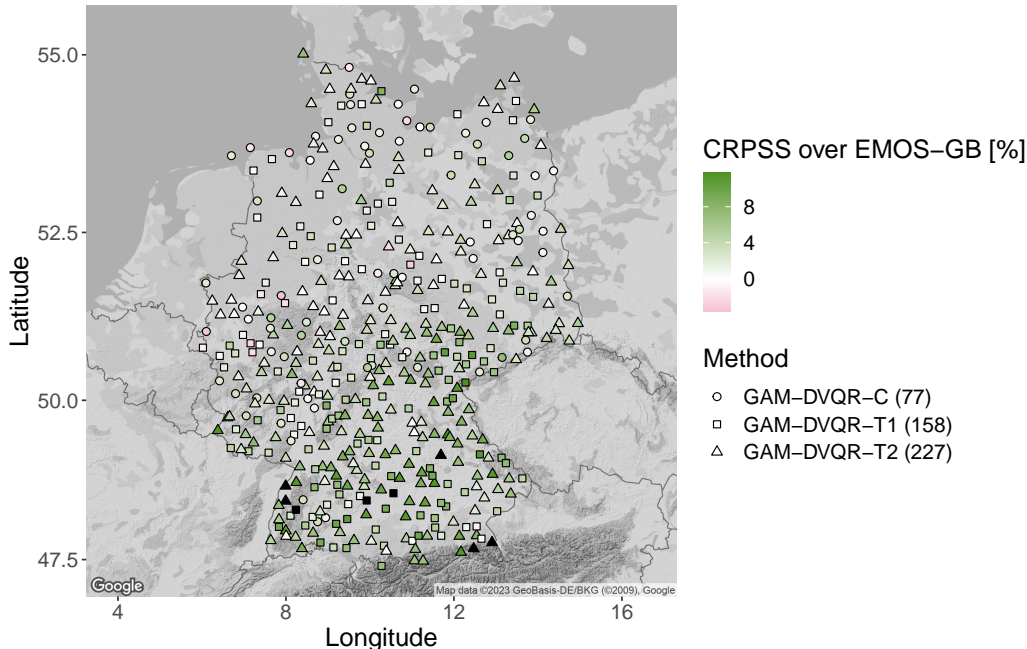 55.0
52.5
50.0
47.5
Latitude
4
8
12
16
Longitude
Google
Map data ©2023 GeoBasis-DE/BKG (©2009), Google
CRPSS over EMOS−GB [%]
8
4
0
Method
GAM−DVQR−C (77)
GAM−DVQR−T1 (158)
GAM−DVQR−T2 (227)